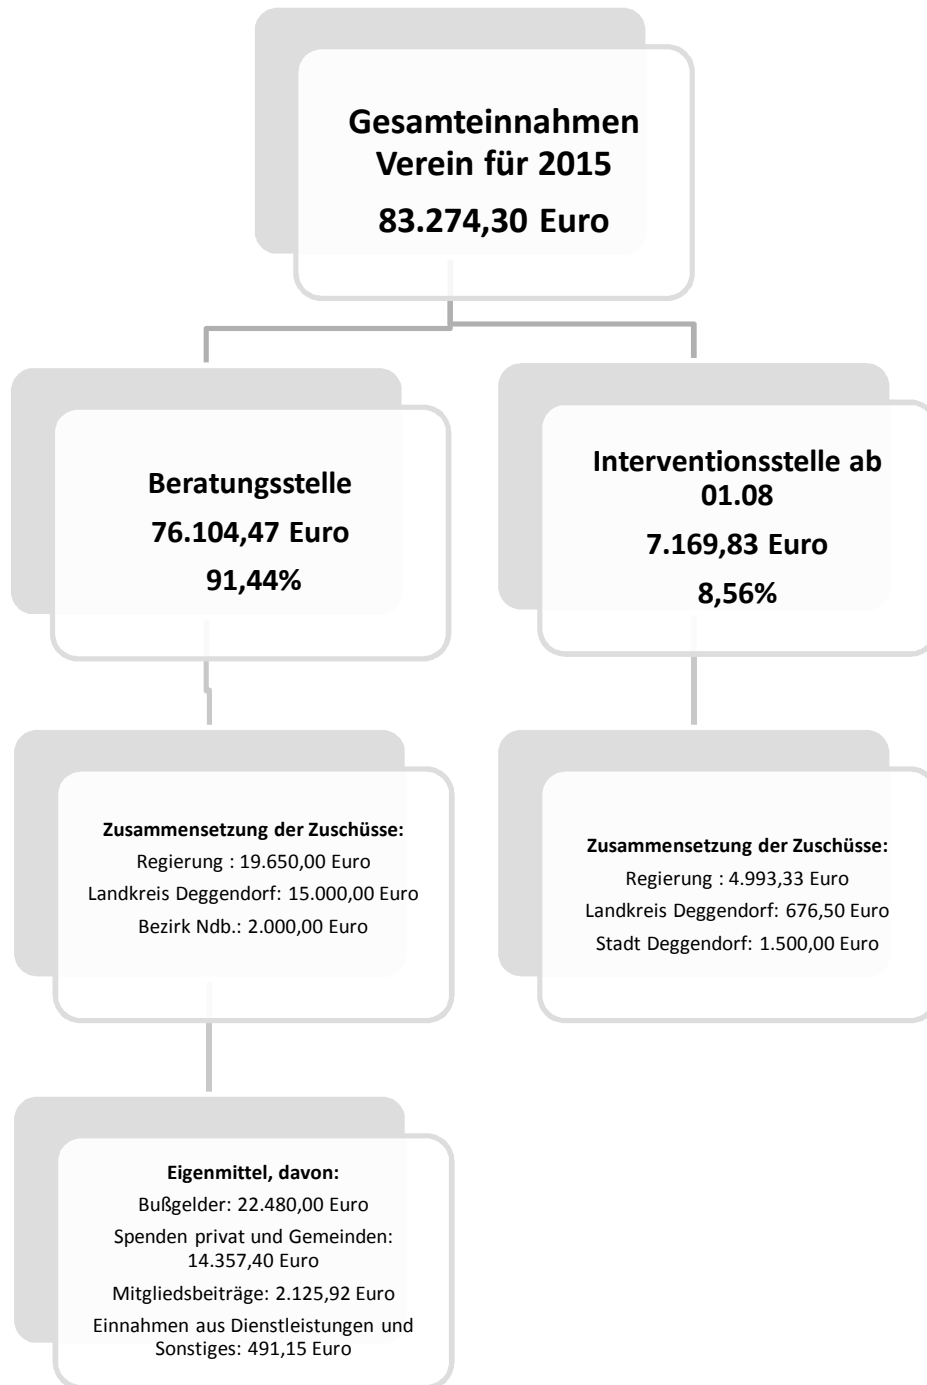 Gesamteinnahmen
Verein für 2015
83.274,30 Euro
Beratungsstelle
76.104,47 Euro
91,44%
Interventionsstelle ab
01.08
7.169,83 Euro
8,56%
Zusammensetzung der Zuschüsse:
Regierung : 19.650,00 Euro
Landkreis Deggendorf: 15.000,00 Euro
Bezirk Ndb.: 2.000,00 Euro
Zusammensetzung der Zuschüsse:
Regierung : 4.993,33 Euro
Landkreis Deggendorf: 676,50 Euro
Stadt Deggendorf: 1.500,00 Euro
Eigenmittel, davon:
Bußgelder: 22.480,00 Euro
Spenden privat und Gemeinden:
14.357,40 Euro
Mitgliedsbeiträge: 2.125,92 Euro
Einnahmen aus Dienstleistungen und
Sonstiges: 491,15 Euro